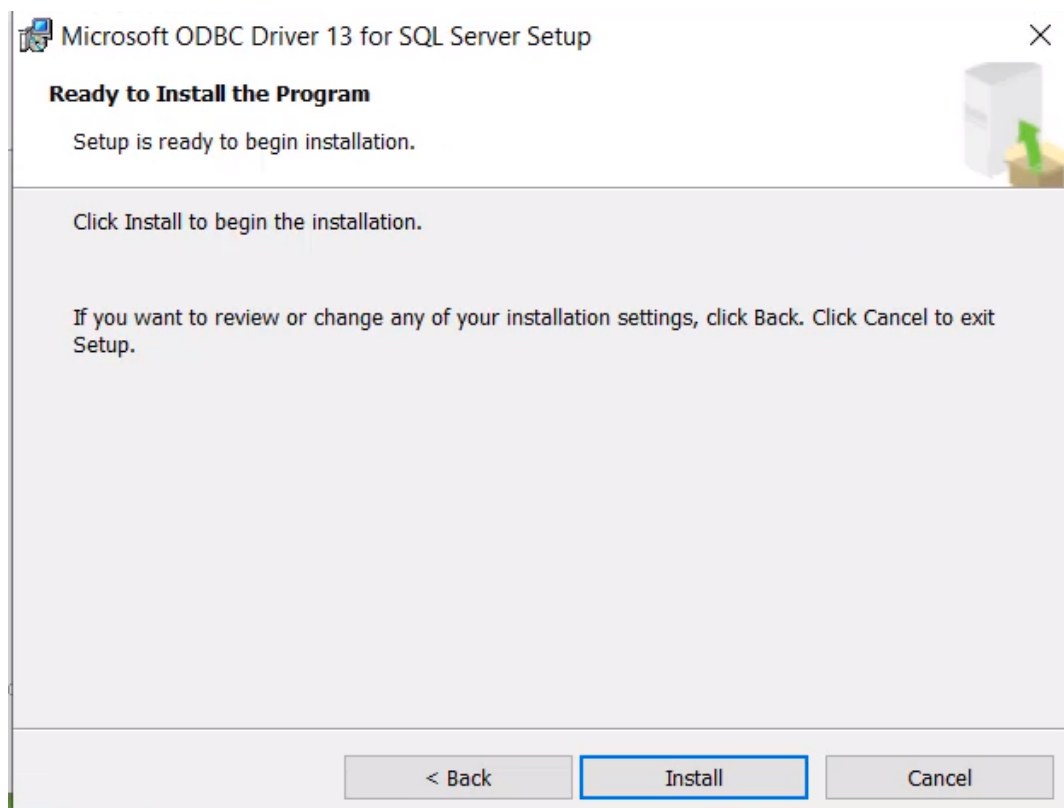 Microsoft ODBC Driver 13 for SQL Server Setup
Ready to Install the Program
Setup is ready to begin installation.
Click Install to begin the installation.
If you want to review or change any of your installation settings, click Back. Click Cancel to exit
Setup.
< Back
Install
Cancel